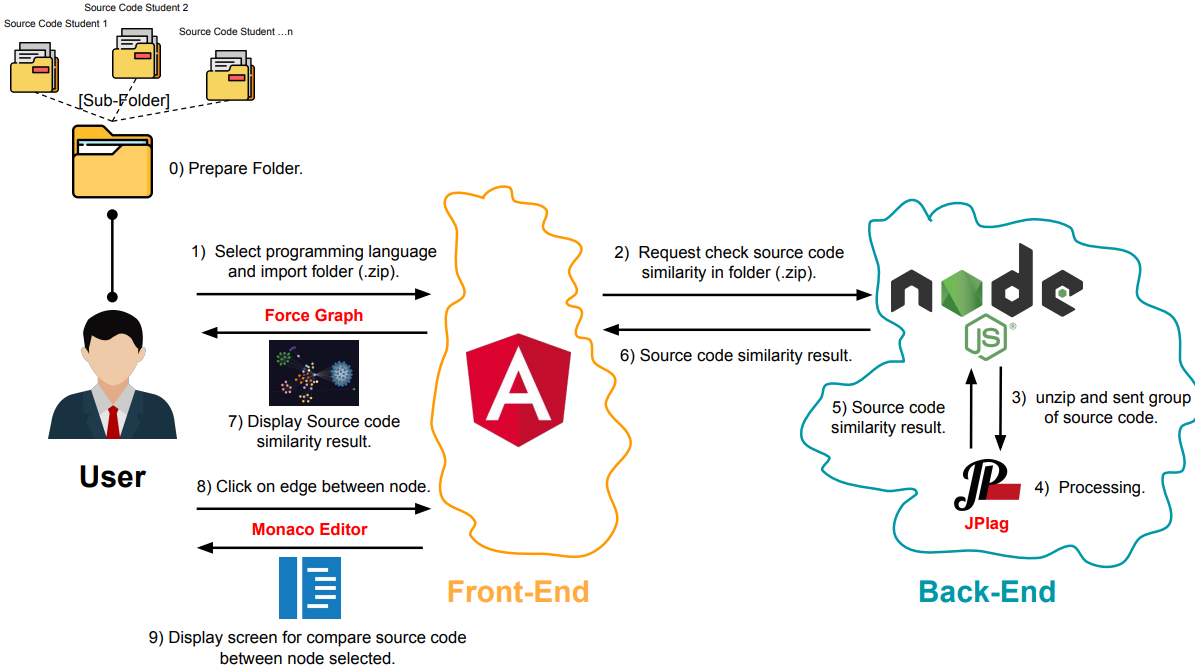 Source Code Student 2
Source Code Student 1
Source Code Student ...n
[Sub-Folder]
0) Prepare Folder.
1)  Select programming language
and import folder (.zip).
Force Graph
7) Display Source code
similarity result.
User
8) Click on edge between node.
Monaco Editor
9) Display screen for compare source code
between node selected.
A
Front-End
2)  Request check source code
similarity in folder (.zip).
6) Source code similarity result.
node
JS®
5) Source code
similarity result.
3)  unzip and sent group
of source code.
JP
JPlag
4)  Processing.
Back-End